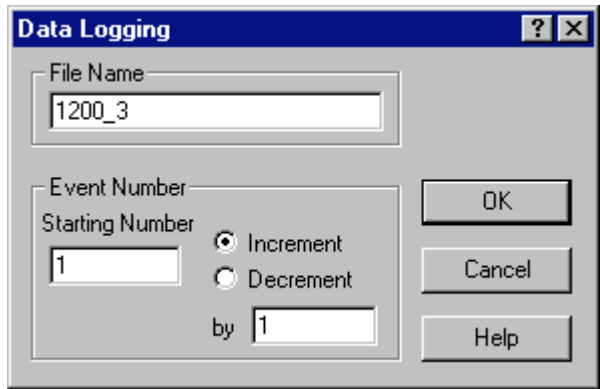 Data Logging
File Name
1200_3
Event Number
Starting Number
1
Increment
Decrement
by 1
OK
Cancel
Help